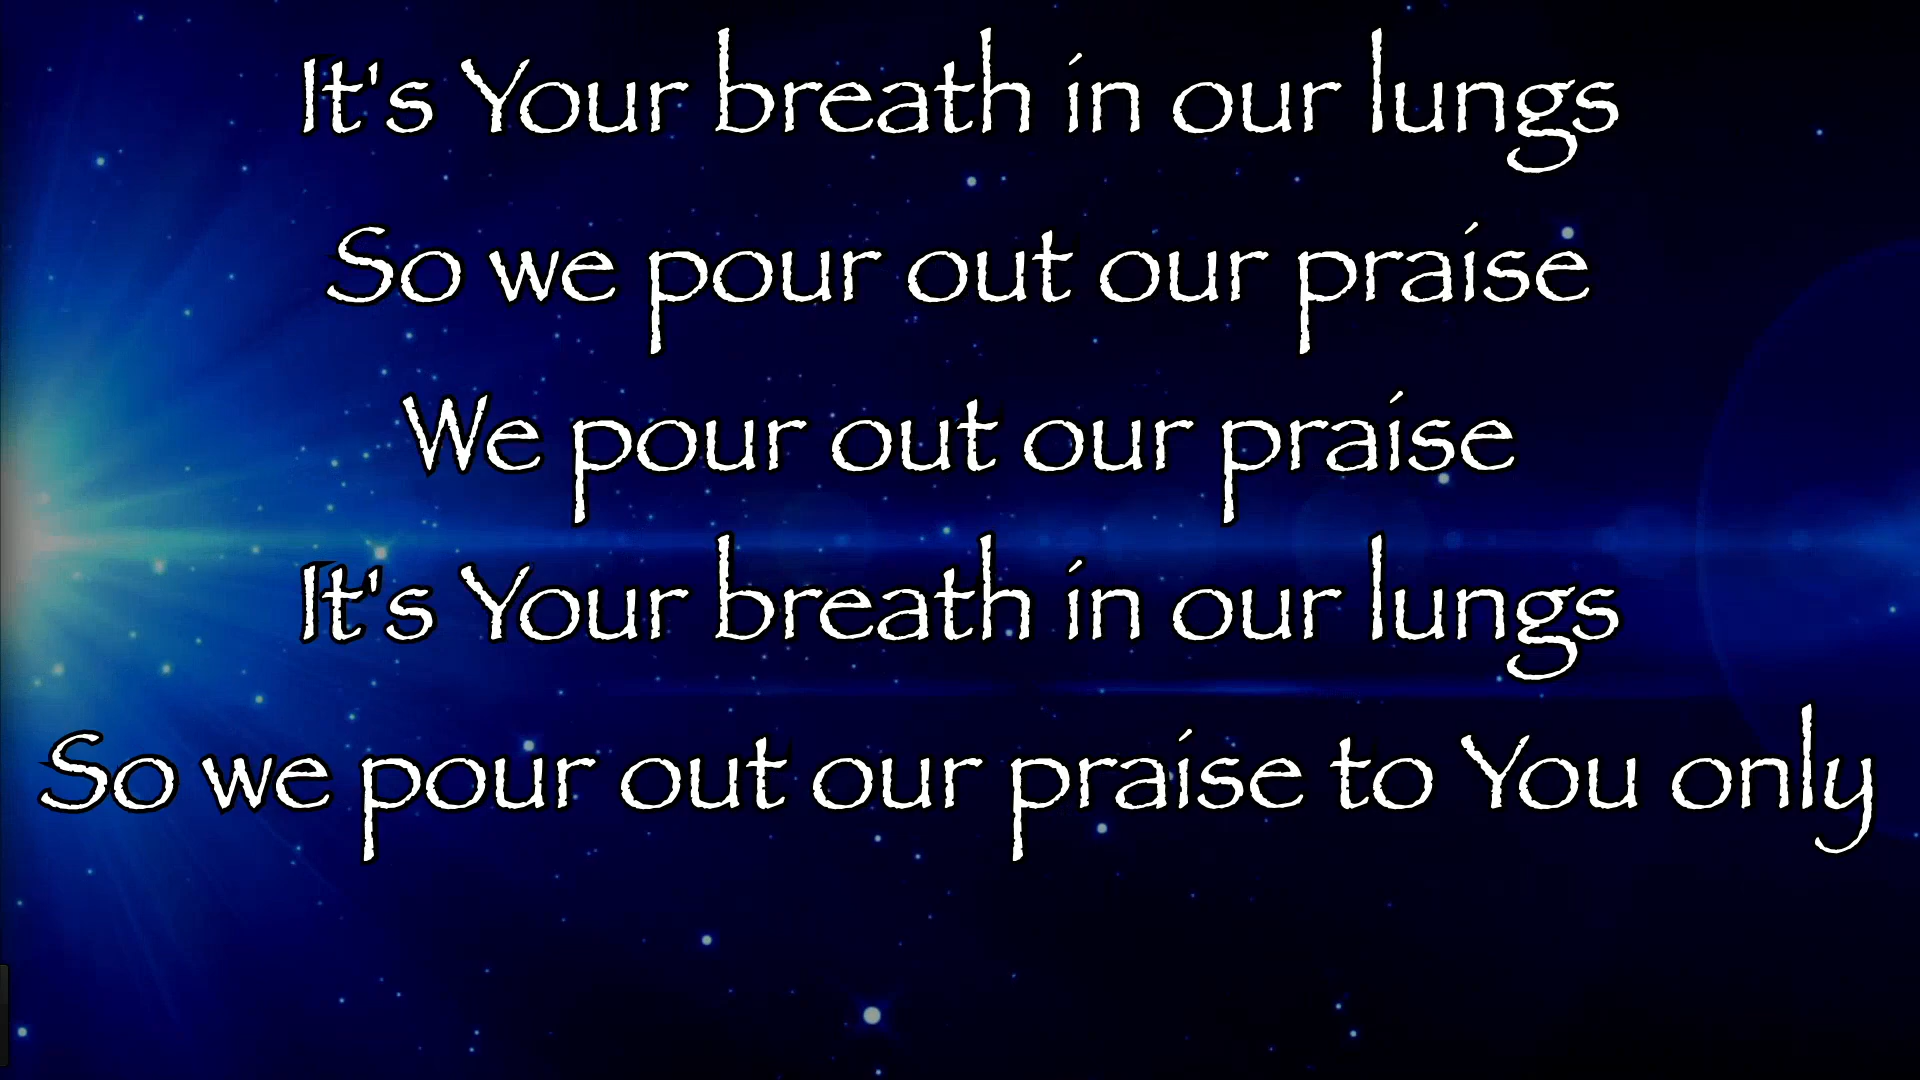 It's Your breath in our lungs
So we pour out our praise
We pour out our praise
It's Your breath in our lungs
So we pour out our praise to You only